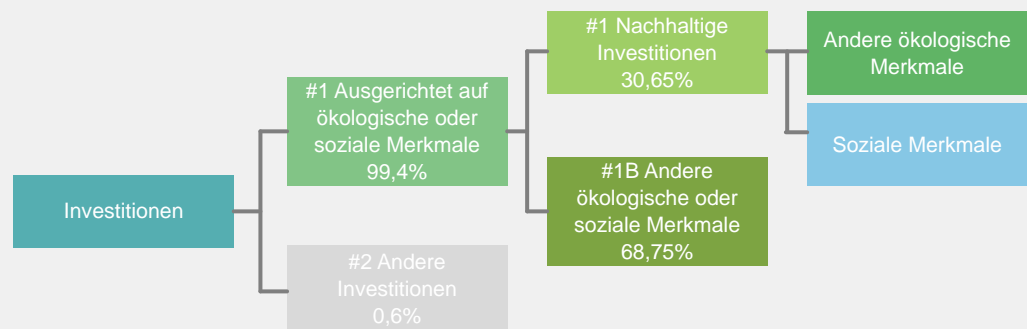 Investitionen
#1 Ausgerichtet auf
ökologische oder
soziale Merkmale
99,4%
#2 Andere
Investitionen
0,6%
#1 Nachhaltige
Investitionen
30,65%
#1B Andere
ökologische oder
soziale Merkmale
68,75%
Andere ökologische
Merkmale
Soziale Merkmale